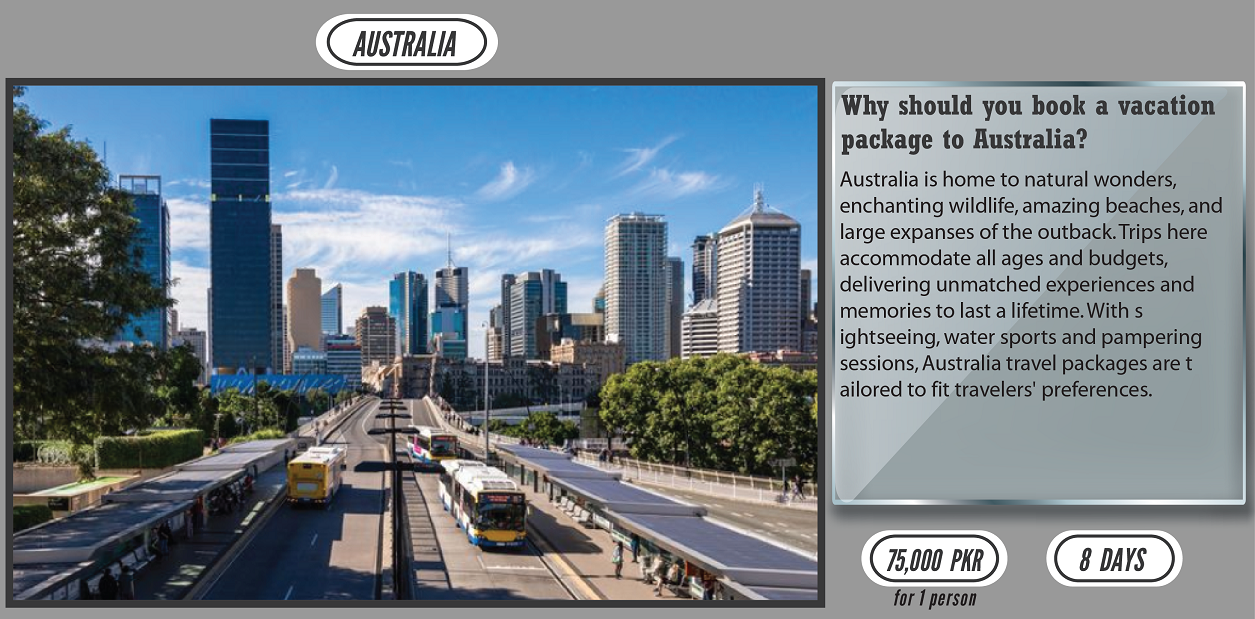 AUSTRALIA
Why should you book a vacation
package to Australia?
Australia is home to natural wonders,
enchanting wildlife, amazing beaches, and
large expanses of the outback. Trips here
accommodate all ages and budgets,
delivering unmatched experiences and
memories to last a lifetime. With s
ightseeing, water sports and pampering
sessions, Australia travel packages are t
ailored to fit travelers' preferences.
75,000 PKR
8 DAYS
for 1 person